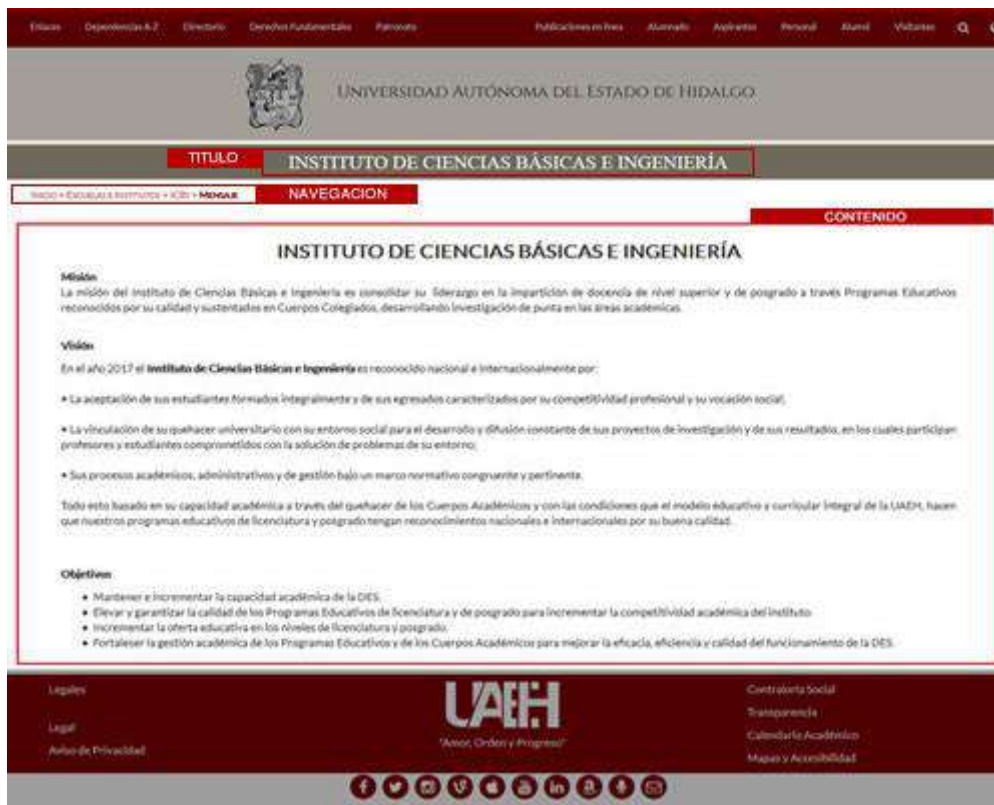 Enlaces Dependencias A-Z Directorio Derechos Fundamentales Patronato Publicaciones en línea Alumnado Aspirantes Personal Alumni Visitantes
UNIVERSIDAD AUTÓNOMA DEL ESTADO DE HIDALGO
TITULO INSTITUTO DE CIENCIAS BÁSICAS E INGENIERÍA
INICIO » ESCUELAS E INSTITUTOS » ICBI » MENSAJE NAVEGACION
CONTENIDO
INSTITUTO DE CIENCIAS BÁSICAS E INGENIERÍA
Misión
La misión del Instituto de Ciencias Básicas e Ingeniería es consolidar su liderazgo en la impartición de docencia de nivel superior y de posgrado a través Programas Educativos
reconocidos por su calidad y sustentados en Cuerpos Colegiados, desarrollando investigación de punta en las áreas académicas.
Visión
En el año 2017 el Instituto de Ciencias Básicas e Ingeniería es reconocido nacional e internacionalmente por:
• La aceptación de sus estudiantes formados integralmente y de sus egresados caracterizados por su competitividad profesional y su vocación social;
• La vinculación de su quehacer universitario con su entorno social para el desarrollo y difusión constante de sus proyectos de investigación y de sus resultados, en los cuales participan
profesores y estudiantes comprometidos con la solución de problemas de su entorno;
• Sus procesos académicos, administrativos y de gestión bajo un marco normativo congruente y pertinente.
Todo esto basado en su capacidad académica a través del quehacer de los Cuerpos Académicos y con las condiciones que el modelo educativo y curricular integral de la UAEH, hacen
que nuestros programas educativos de licenciatura y posgrado tengan reconocimientos nacionales e internacionales por su buena calidad.
Objetivos
• Mantener e incrementar la capacidad académica de la DES.
• Elevar y garantizar la calidad de los Programas Educativos de licenciatura y de posgrado para incrementar la competitividad académica del instituto.
• Incrementar la oferta educativa en los niveles de licenciatura y posgrado.
• Fortalecer la gestión académica de los Programas Educativos y de los Cuerpos Académicos para mejorar la eficacia, eficiencia y calidad del funcionamiento de la DES.
Legales
Legal
Aviso de Privacidad
UAEH
"Amor, Orden y Progreso"
Contraloría Social
Transparencia
Calendario Académico
Mapas y Accesibilidad